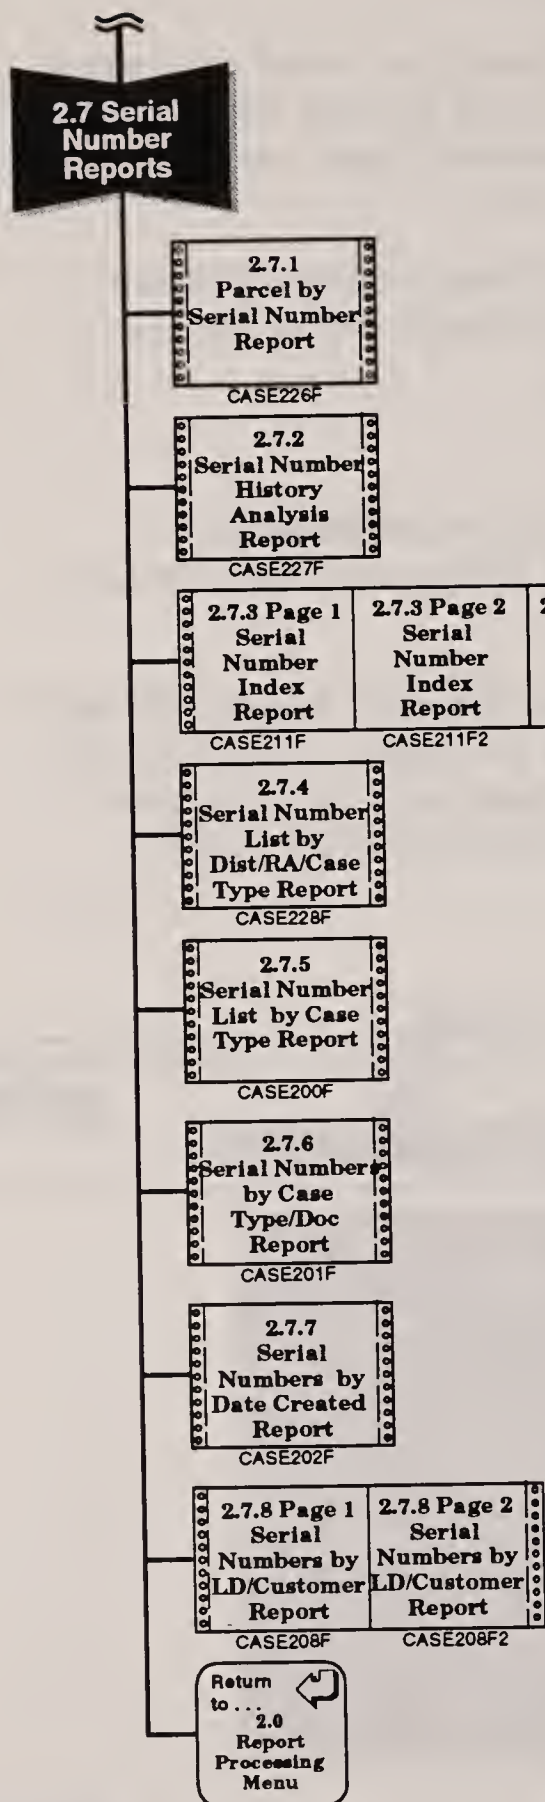 2.7 Serial
Number
Reports
2.7.1
Parcel by
Serial Number
Report
CASE226F
2.7.2
Serial Number
History
Analysis
Report
CASE227F
2.7.3 Page 1
Serial
Number
Index
Report
CASE211F
2.7.3 Page 2
Serial
Number
Index
Report
CASE211F2
2.7.4
Serial Number
List by
Dist/RA/Case
Type Report
CASE228F
2.7.5
Serial Number
List by Case
Type Report
CASE200F
2.7.6
Serial Numbers
by Case
Type/Doc
Report
CASE201F
2.7.7
Serial
Numbers by
Date Created
Report
CASE202F
2.7.8 Page 1
Serial
Numbers by
LD/Customer
Report
CASE208F
2.7.8 Page 2
Serial
Numbers by
LD/Customer
Report
CASE208F2
Return
to . . .
2.0
Report
Processing
Menu